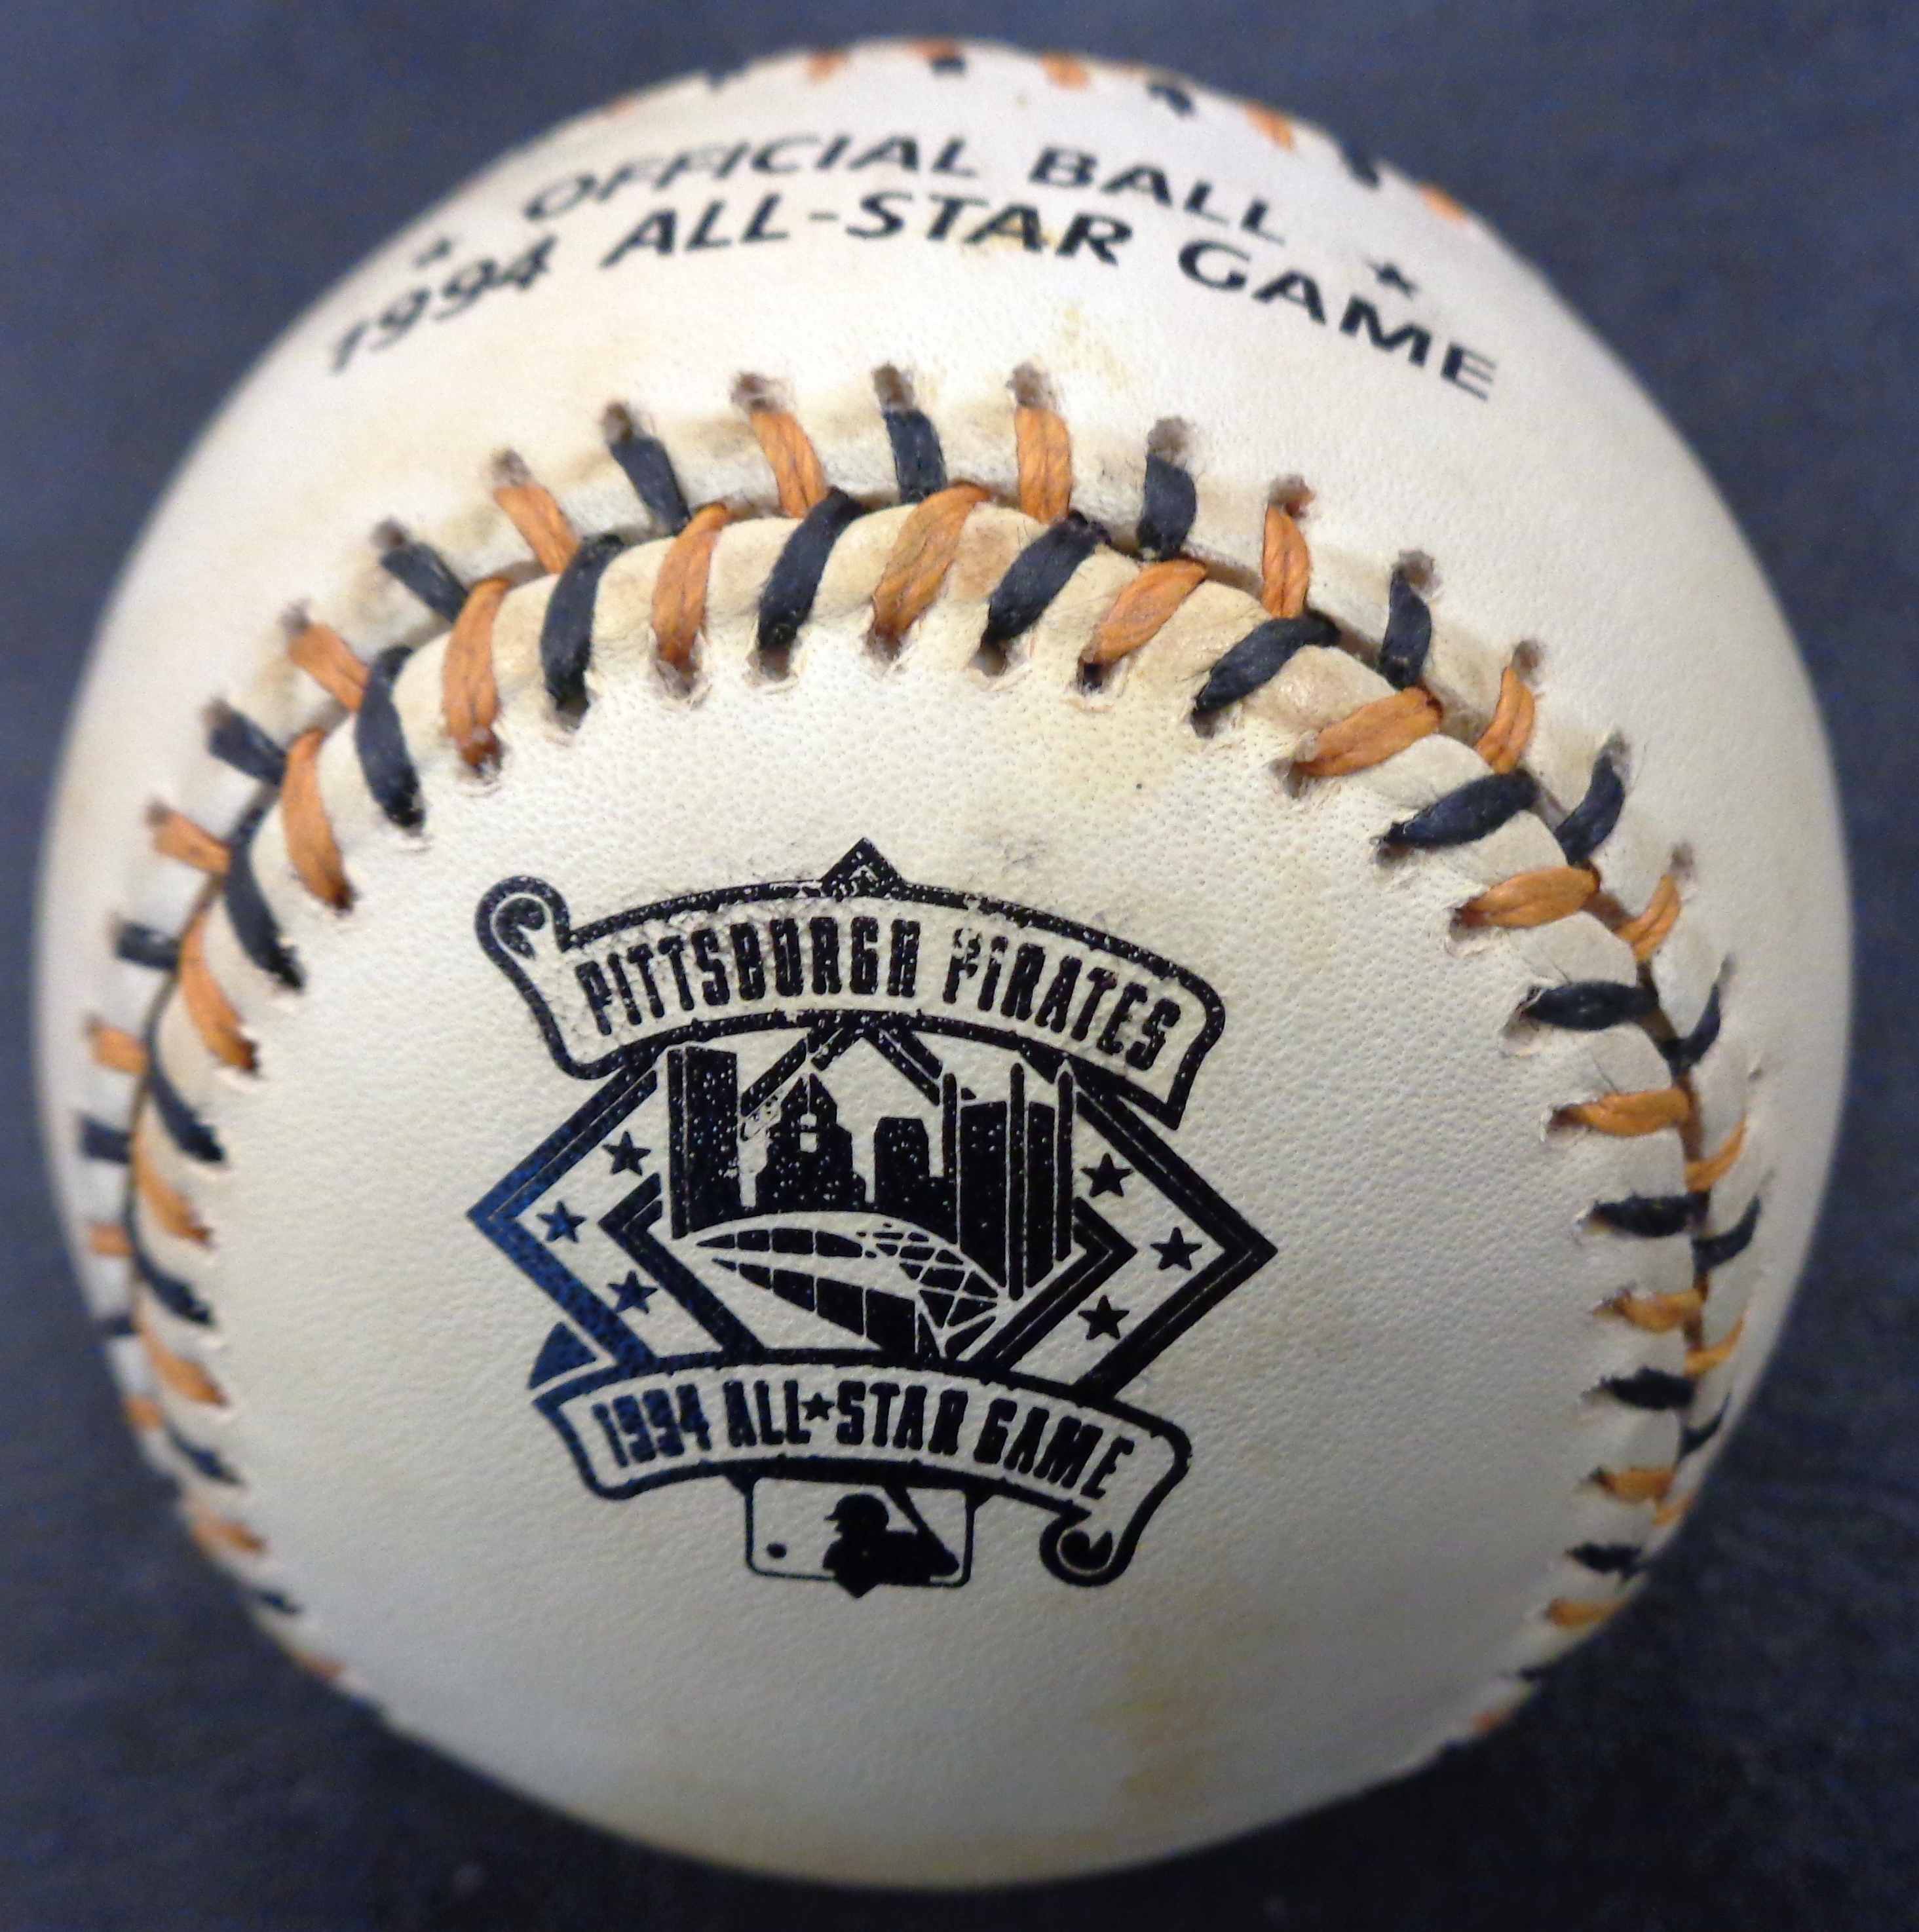 ★ OFFICIAL BALL ★
1994 ALL-STAR GAME
PITTSBURGH PIRATES
1994 ALL★STAR GAME